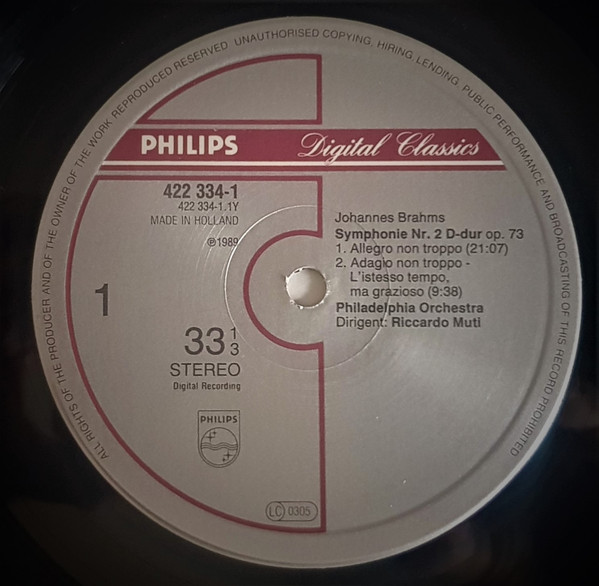 ALL RIGHTS OF THE PRODUCER AND OF THE OWNER OF THE WORK REPRODUCED RESERVED UNAUTHORISED COPYING, HIRING, LENDING, PUBLIC PERFORMANCE AND BROADCASTING OF THIS RECORD PROHIBITED
PHILIPS Digital Classics
422 334-1
422 334-1.1Y
MADE IN HOLLAND
℗1989
1
33 1/3
STEREO
Digital Recording
PHILIPS
LC 0305
Johannes Brahms
Symphonie Nr. 2 D-dur op. 73
1. Allegro non troppo (21:07)
2. Adagio non troppo -
L'istesso tempo,
ma grazioso (9:38)
Philadelphia Orchestra
Dirigent: Riccardo Muti